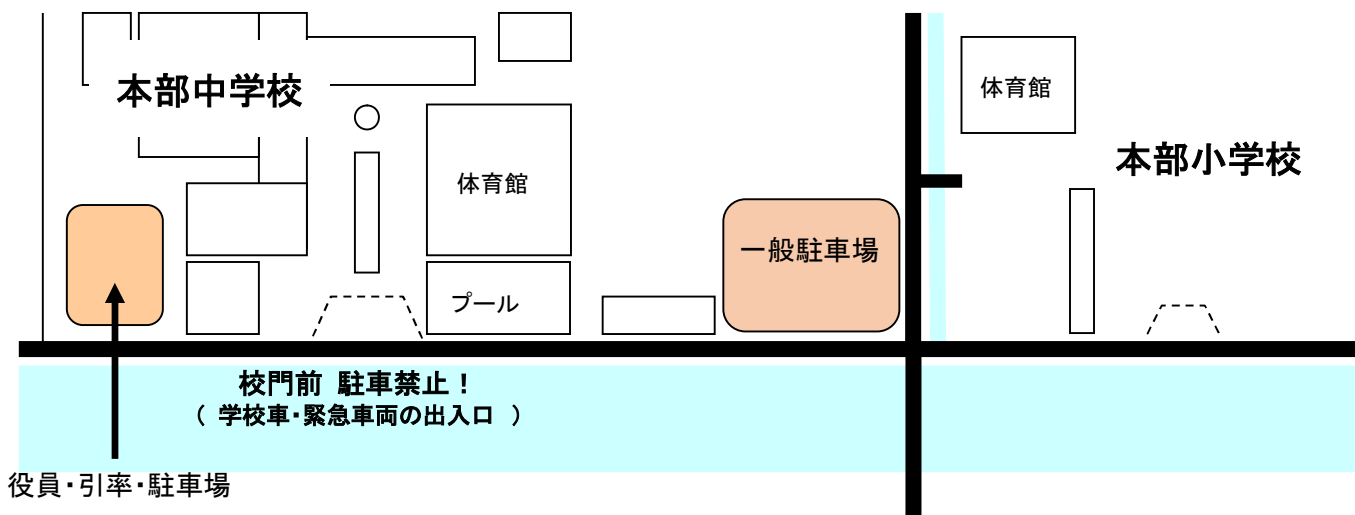 本部中学校
体育館
本部小学校
体育館
一般駐車場
プール
校門前 駐車禁止！
（ 学校車・緊急車両の出入口 ）
役員・引率・駐車場